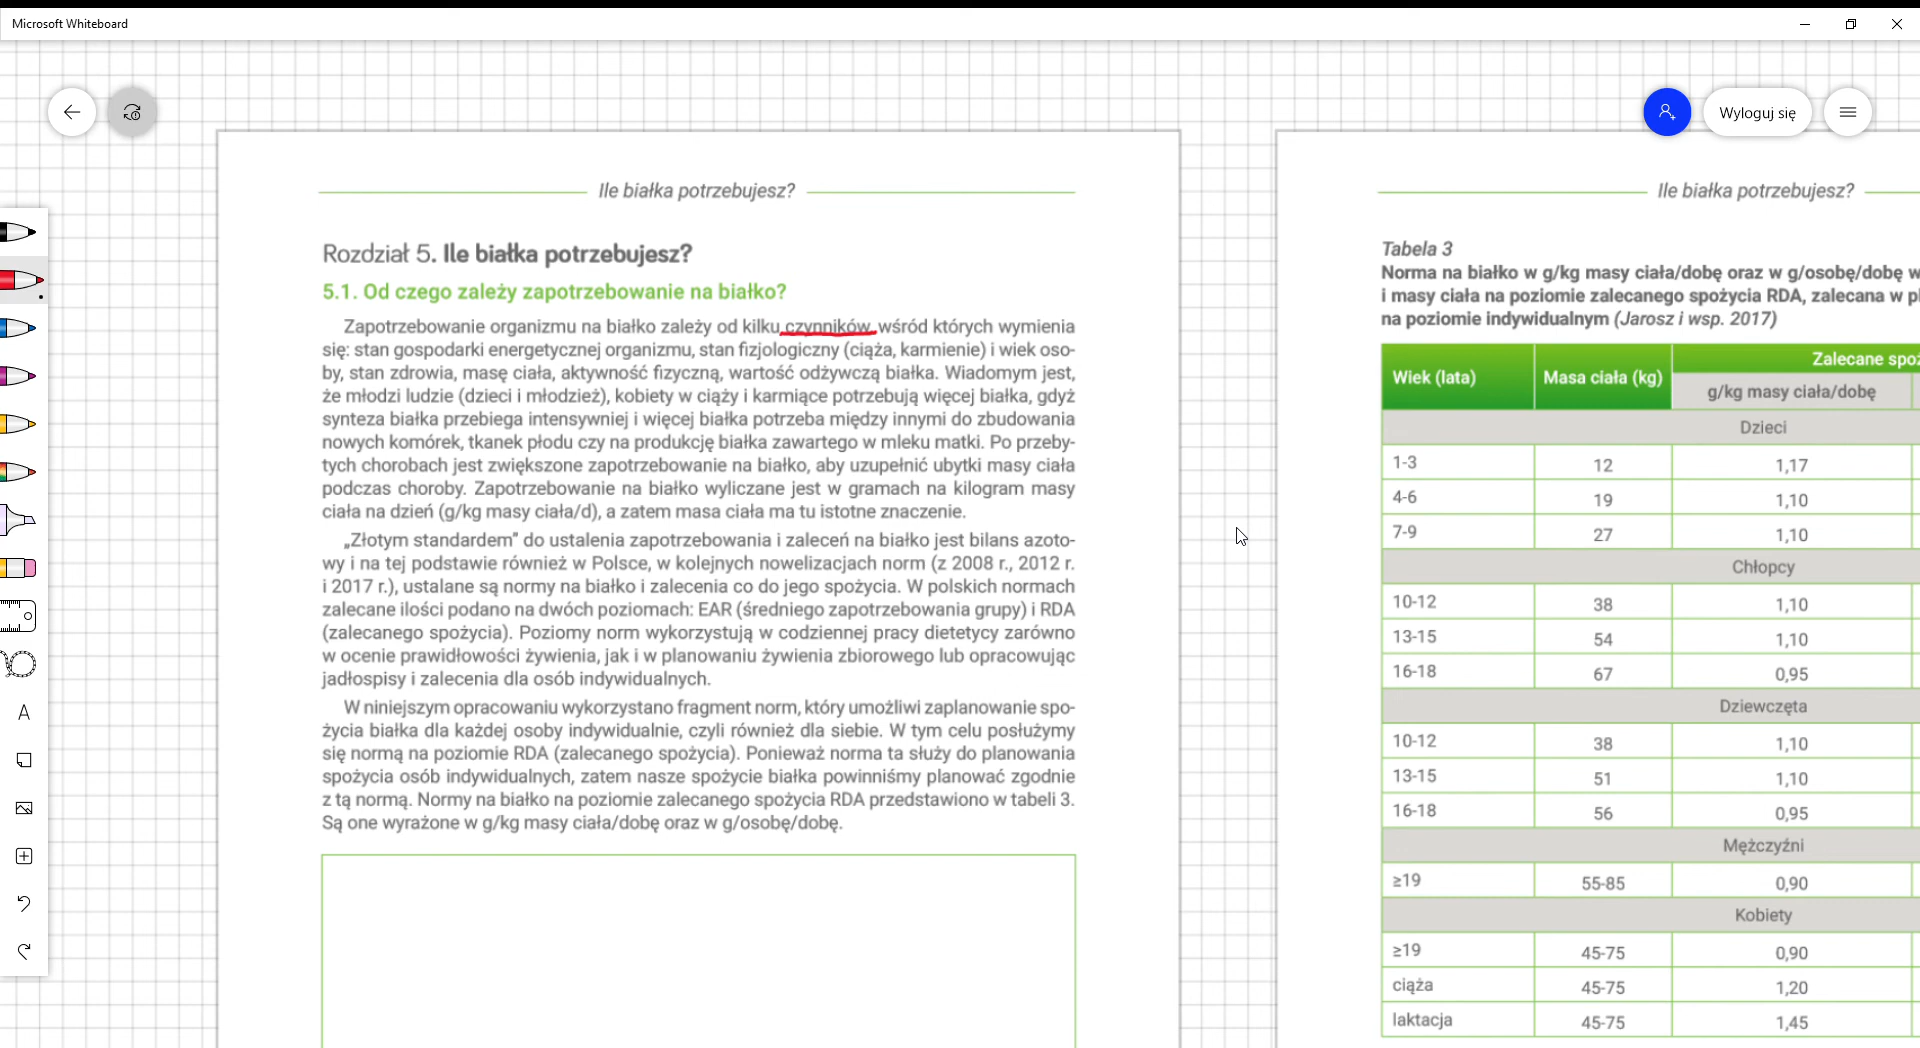 Microsoft Whiteboard
Wyloguj się
Ile białka potrzebujesz?
Rozdział 5. Ile białka potrzebujesz?
5.1. Od czego zależy zapotrzebowanie na białko?
Zapotrzebowanie organizmu na białko zależy od kilku czynników, wśród których wymienia
się: stan gospodarki energetycznej organizmu, stan fizjologiczny (ciąża, karmienie) i wiek oso-
by, stan zdrowia, masę ciała, aktywność fizyczną, wartość odżywczą białka. Wiadomym jest,
że młodzi ludzie (dzieci i młodzież), kobiety w ciąży i karmiące potrzebują więcej białka, gdyż
synteza białka przebiega intensywniej i więcej białka potrzeba między innymi do zbudowania
nowych komórek, tkanek płodu czy na produkcję białka zawartego w mleku matki. Po przeby-
tych chorobach jest zwiększone zapotrzebowanie na białko, aby uzupełnić ubytki masy ciała
podczas choroby. Zapotrzebowanie na białko wyliczane jest w gramach na kilogram masy
ciała na dzień (g/kg masy ciała/d), a zatem masa ciała ma tu istotne znaczenie.
„Złotym standardem” do ustalenia zapotrzebowania i zaleceń na białko jest bilans azoto-
wy i na tej podstawie również w Polsce, w kolejnych nowelizacjach norm (z 2008 r., 2012 r.
i 2017 r.), ustalane są normy na białko i zalecenia co do jego spożycia. W polskich normach
zalecane ilości podano na dwóch poziomach: EAR (średniego zapotrzebowania grupy) i RDA
(zalecanego spożycia). Poziomy norm wykorzystują w codziennej pracy dietetycy zarówno
w ocenie prawidłowości żywienia, jak i w planowaniu żywienia zbiorowego lub opracowując
jadłospisy i zalecenia dla osób indywidualnych.
W niniejszym opracowaniu wykorzystano fragment norm, który umożliwi zaplanowanie spo-
życia białka dla każdej osoby indywidualnie, czyli również dla siebie. W tym celu posłużymy
się normą na poziomie RDA (zalecanego spożycia). Ponieważ norma ta służy do planowania
spożycia osób indywidualnych, zatem nasze spożycie białka powinniśmy planować zgodnie
z tą normą. Normy na białko na poziomie zalecanego spożycia RDA przedstawiono w tabeli 3.
Są one wyrażone w g/kg masy ciała/dobę oraz w g/osobę/dobę.
Ile białka potrzebujesz?
Tabela 3
Norma na białko w g/kg masy ciała/dobę oraz w g/osobę/dobę w
i masy ciała na poziomie zalecanego spożycia RDA, zalecana w
na poziomie indywidualnym (Jarosz i wsp. 2017)
Wiek (lata) Masa ciała (kg) Zalecane
g/kg masy ciała/dobę
Dzieci
1-3 12 1,17
4-6 19 1,10
7-9 27 1,10
Chłopcy
10-12 38 1,10
13-15 54 1,10
16-18 67 0,95
Dziewczęta
10-12 38 1,10
13-15 51 1,10
16-18 56 0,95
Mężczyźni
≥19 55-85 0,90
Kobiety
≥19 45-75 0,90
ciąża 45-75 1,20
laktacja 45-75 1,45